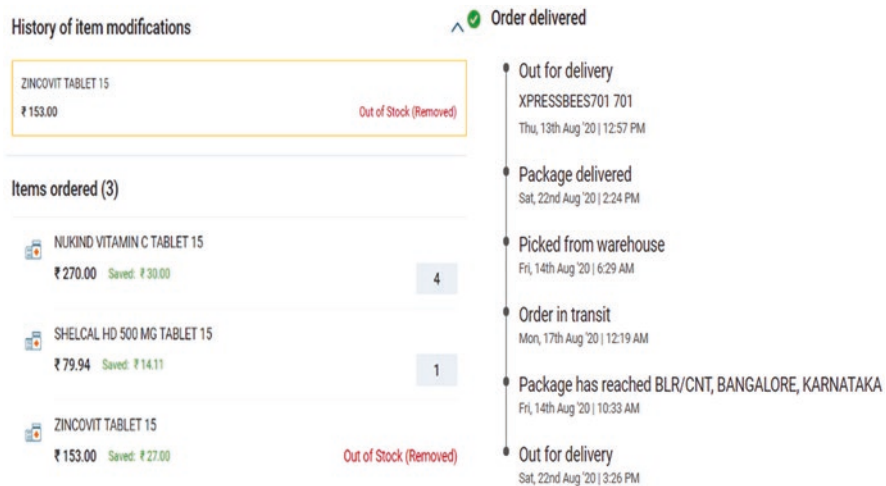 History of item modifications
ZINCOVIT TABLET 15
₹ 153.00 Out of Stock (Removed)
Items ordered (3)
NUKIND VITAMIN C TABLET 15
₹ 270.00 Saved: ₹ 30.00 4
SHELCAL HD 500 MG TABLET 15
₹ 79.94 Saved: ₹ 14.11 1
ZINCOVIT TABLET 15
₹ 153.00 Saved: ₹ 27.00 Out of Stock (Removed)
Order delivered
Out for delivery
XPRESSBEES701 701
Thu, 13th Aug '20 | 12:57 PM
Package delivered
Sat, 22nd Aug '20 | 2:24 PM
Picked from warehouse
Fri, 14th Aug '20 | 6:29 AM
Order in transit
Mon, 17th Aug '20 | 12:19 AM
Package has reached BLR/CNT, BANGALORE, KARNATAKA
Fri, 14th Aug '20 | 10:33 AM
Out for delivery
Sat, 22nd Aug '20 | 3:26 PM